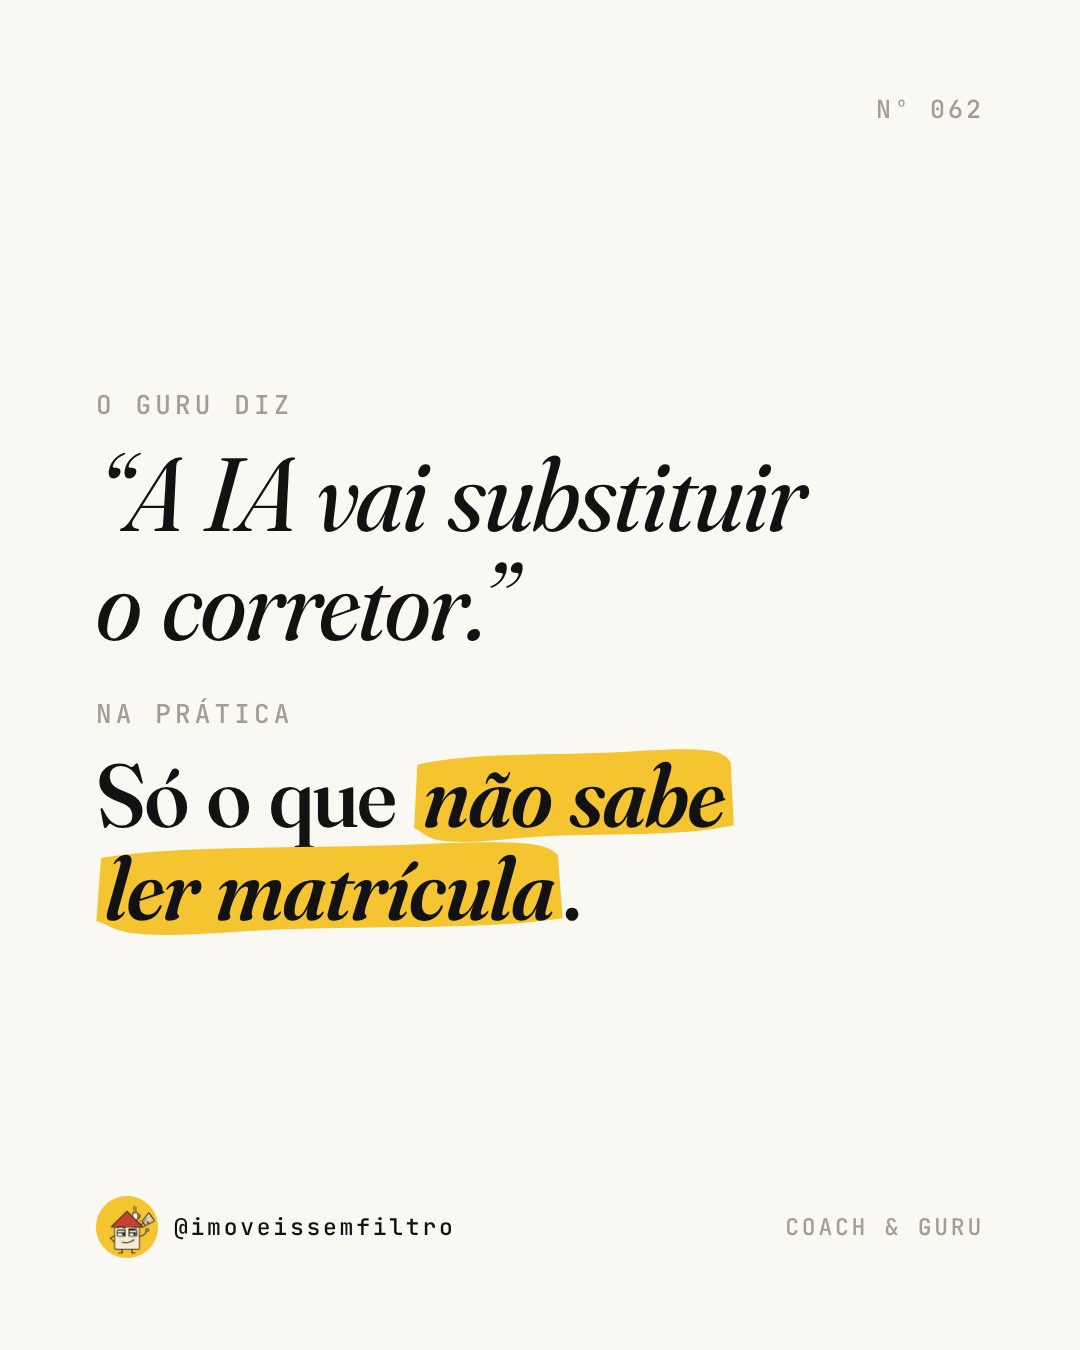 Nº 062
O GURU DIZ
“A IA vai substituir
o corretor.”
NA PRÁTICA
Só o que não sabe
ler matrícula.
@imoveissemfiltro
COACH & GURU